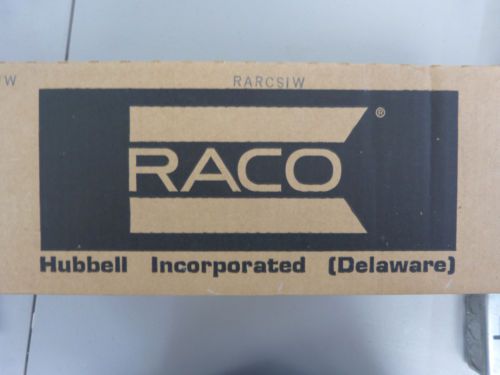 RARCSIW
RACO®
Hubbell Incorporated (Delaware)